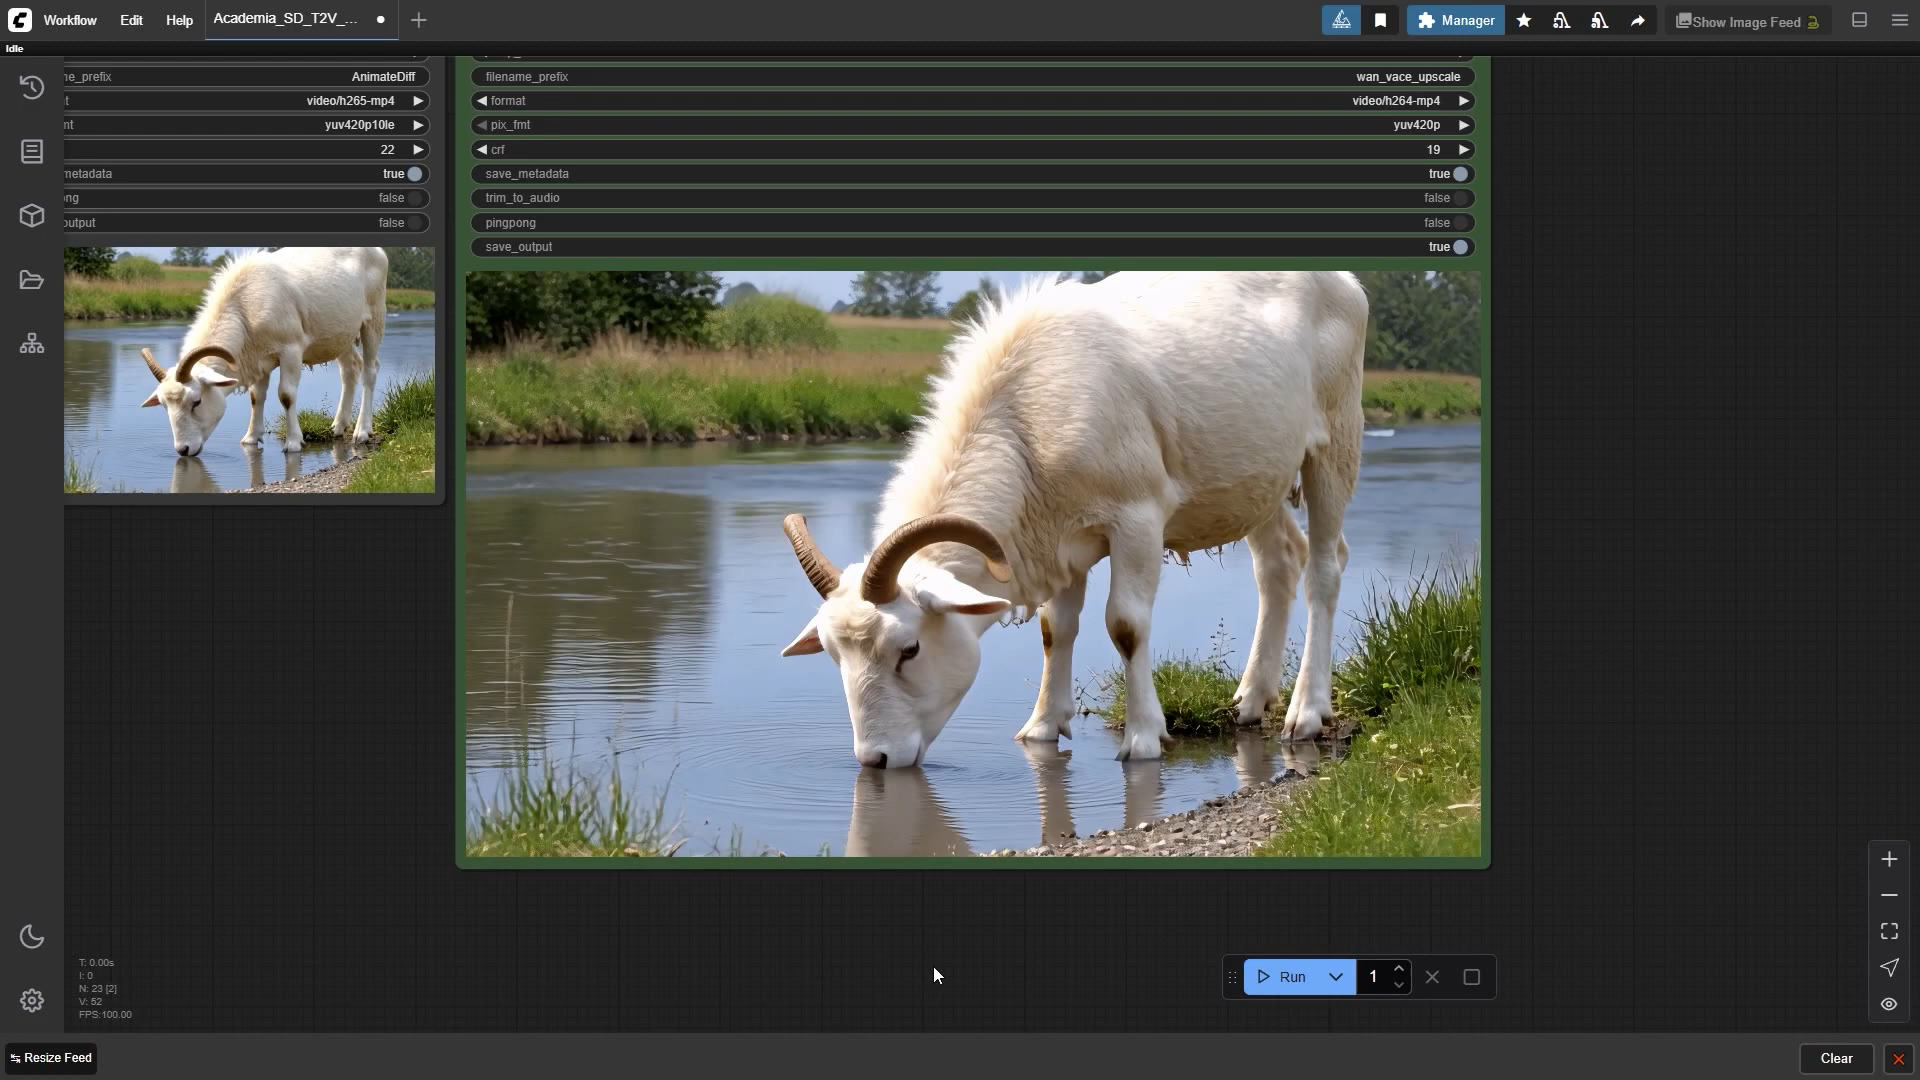 Workflow Edit Help Academia_SD_T2V_...
Manager
Show Image Feed
Idle
ne_prefix AnimateDiff
filename_prefix wan_vace_upscale
video/h265-mp4
format video/h264-mp4
yuv420p10le
pix_fmt yuv420p
22
crf 19
metadata true
save_metadata true
ong false
trim_to_audio false
output false
pingpong false
save_output true
T: 0.00s
I: 0
N: 23 [2]
V: 52
FPS:100.00
Run 1
Resize Feed
Clear